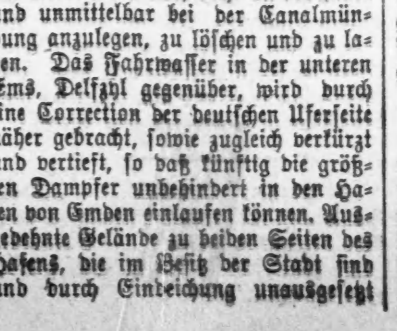 nd unmittelbar bei der Canalmün-
ung anzulegen, zu löschen und zu la-
en. Das Fahrwasser in der unteren
Ems, Delfzyl gegenüber, wird durch
ine Correction der deutschen Uferseite
äher gebracht, sowie zugleich verkürzt
nd vertieft, so daß künftig die größ-
en Dampfer unbehindert in den Ha-
en von Emden einlaufen können. Aus-
edehnte Gelände zu beiden Seiten des
hafens, die im Besitz der Stadt sind
nd durch Eindeichung unausgesetzt